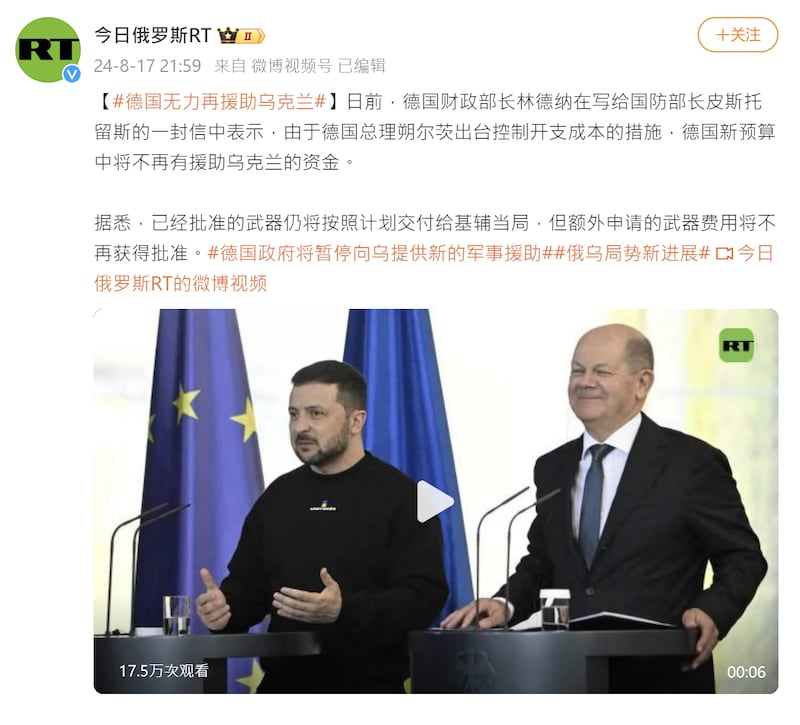 RT
今日俄罗斯RT II
+关注
24-8-17 21:59 来自 微博视频号 已编辑
【#德国无力再援助乌克兰#】日前，德国财政部长林德纳在写给国防部长皮斯托
留斯的一封信中表示，由于德国总理朔尔茨出台控制开支成本的措施，德国新预算
中将不再有援助乌克兰的资金。
据悉，已经批准的武器仍将按照计划交付给基辅当局，但额外申请的武器费用将不
再获得批准。#德国政府将暂停向乌提供新的军事援助##俄乌局势新进展# 今日
俄罗斯RT的微博视频
RT
17.5万次观看
00:06